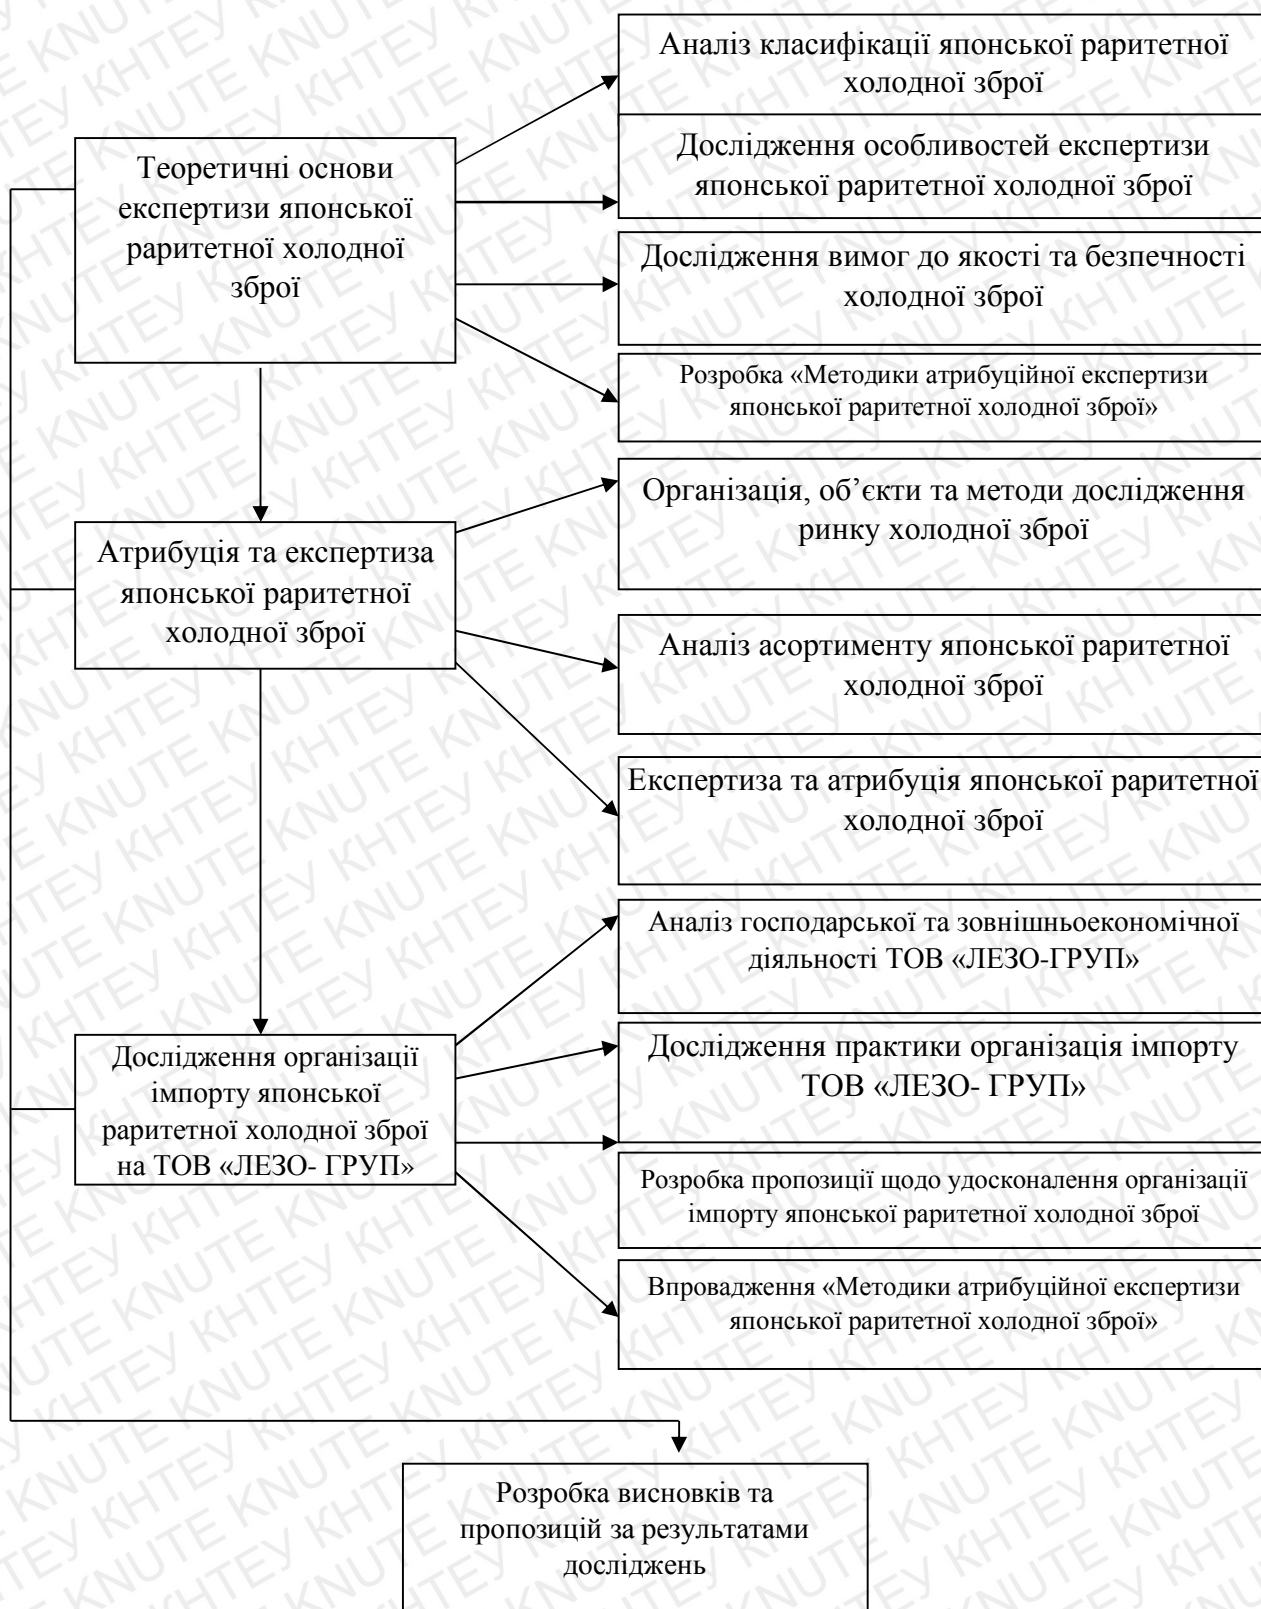 Теоретичні основи
експертизи японської
раритетної холодної
зброї
Аналіз класифікації японської раритетної
холодної зброї
Дослідження особливостей експертизи
японської раритетної холодної зброї
Дослідження вимог до якості та безпечності
холодної зброї
Розробка «Методики атрибуційної експертизи
японської раритетної холодної зброї»
Атрибуція та експертиза
японської раритетної
холодної зброї
Організація, об’єкти та методи дослідження
ринку холодної зброї
Аналіз асортименту японської раритетної
холодної зброї
Експертиза та атрибуція японської раритетної
холодної зброї
Дослідження організації
імпорту японської
раритетної холодної зброї
на ТОВ «ЛЕЗО- ГРУП»
Аналіз господарської та зовнішньоекономічної
діяльності ТОВ «ЛЕЗО-ГРУП»
Дослідження практики організація імпорту
ТОВ «ЛЕЗО- ГРУП»
Розробка пропозиції щодо удосконалення організації
імпорту японської раритетної холодної зброї
Впровадження «Методики атрибуційної експертизи
японської раритетної холодної зброї»
Розробка висновків та
пропозицій за результатами
досліджень